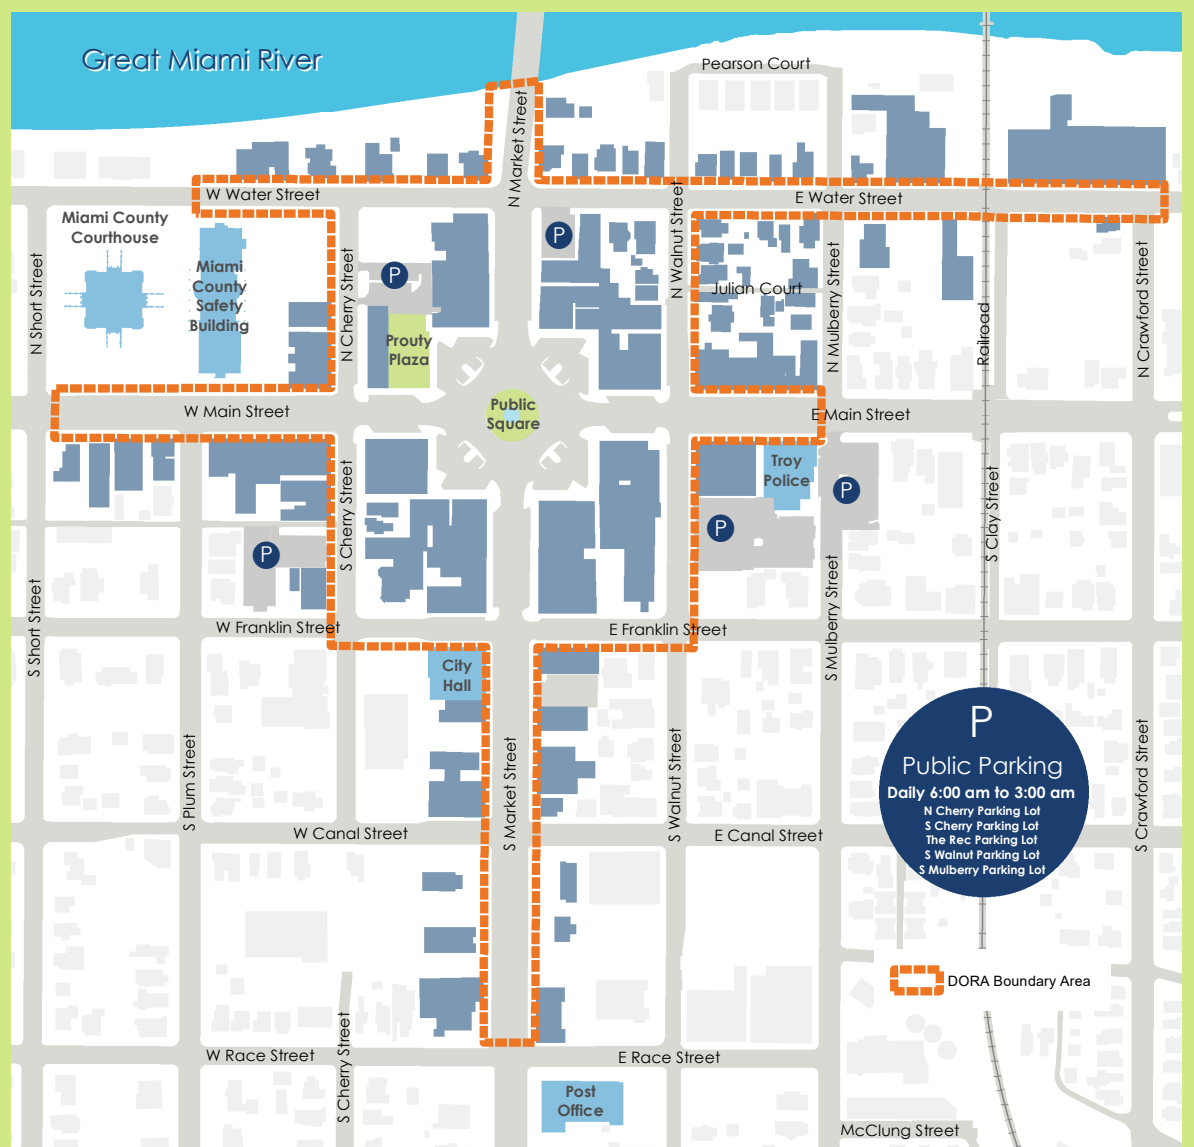 Great Miami River
Pearson Court
N Market Street
W Water Street
E Water Street
Miami County
Courthouse
P
N Walnut Street
N Short Street
Miami
County
Safety
Building
N Cherry Street
P
Julian Court
N Mulberry Street
Railroad
N Crawford Street
Prouty
Plaza
W Main Street
Public
Square
E Main Street
Troy
Police
P
P
S Cherry Street
S Clay Street
P
S Short Street
W Franklin Street
E Franklin Street
S Mulberry Street
City
Hall
S Plum Street
S Market Street
S Walnut Street
S Crawford Street
P
Public Parking
Daily 6:00 am to 3:00 am
N Cherry Parking Lot
S Cherry Parking Lot
The Rec Parking Lot
S Walnut Parking Lot
S Mulberry Parking Lot
W Canal Street
E Canal Street
DORA Boundary Area
W Race Street
S Cherry Street
E Race Street
Post
Office
McClung Street